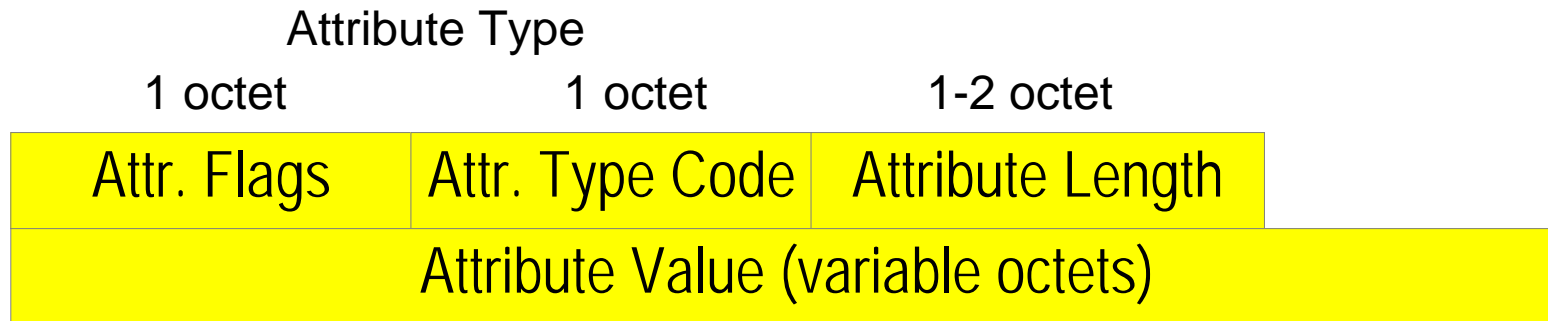 Attribute Type
1 octet 1 octet 1-2 octet
Attr. Flags Attr. Type Code Attribute Length
Attribute Value (variable octets)